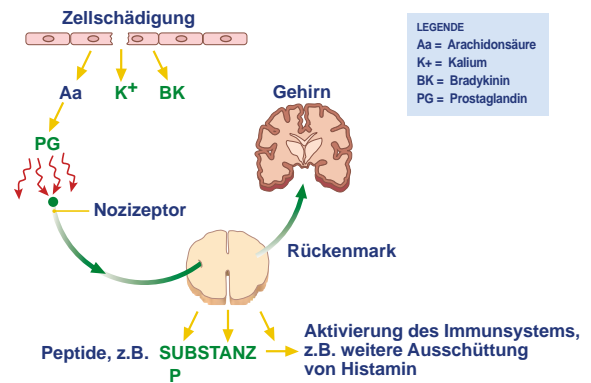 Zellschädigung
LEGENDE
Aa = Arachidonsäure
K+ = Kalium
BK = Bradykinin
PG = Prostaglandin
Aa
K+
BK
Gehirn
PG
Nozizeptor
Rückenmark
Peptide, z.B. SUBSTANZ
P
Aktivierung des Immunsystems,
z.B. weitere Ausschüttung
von Histamin